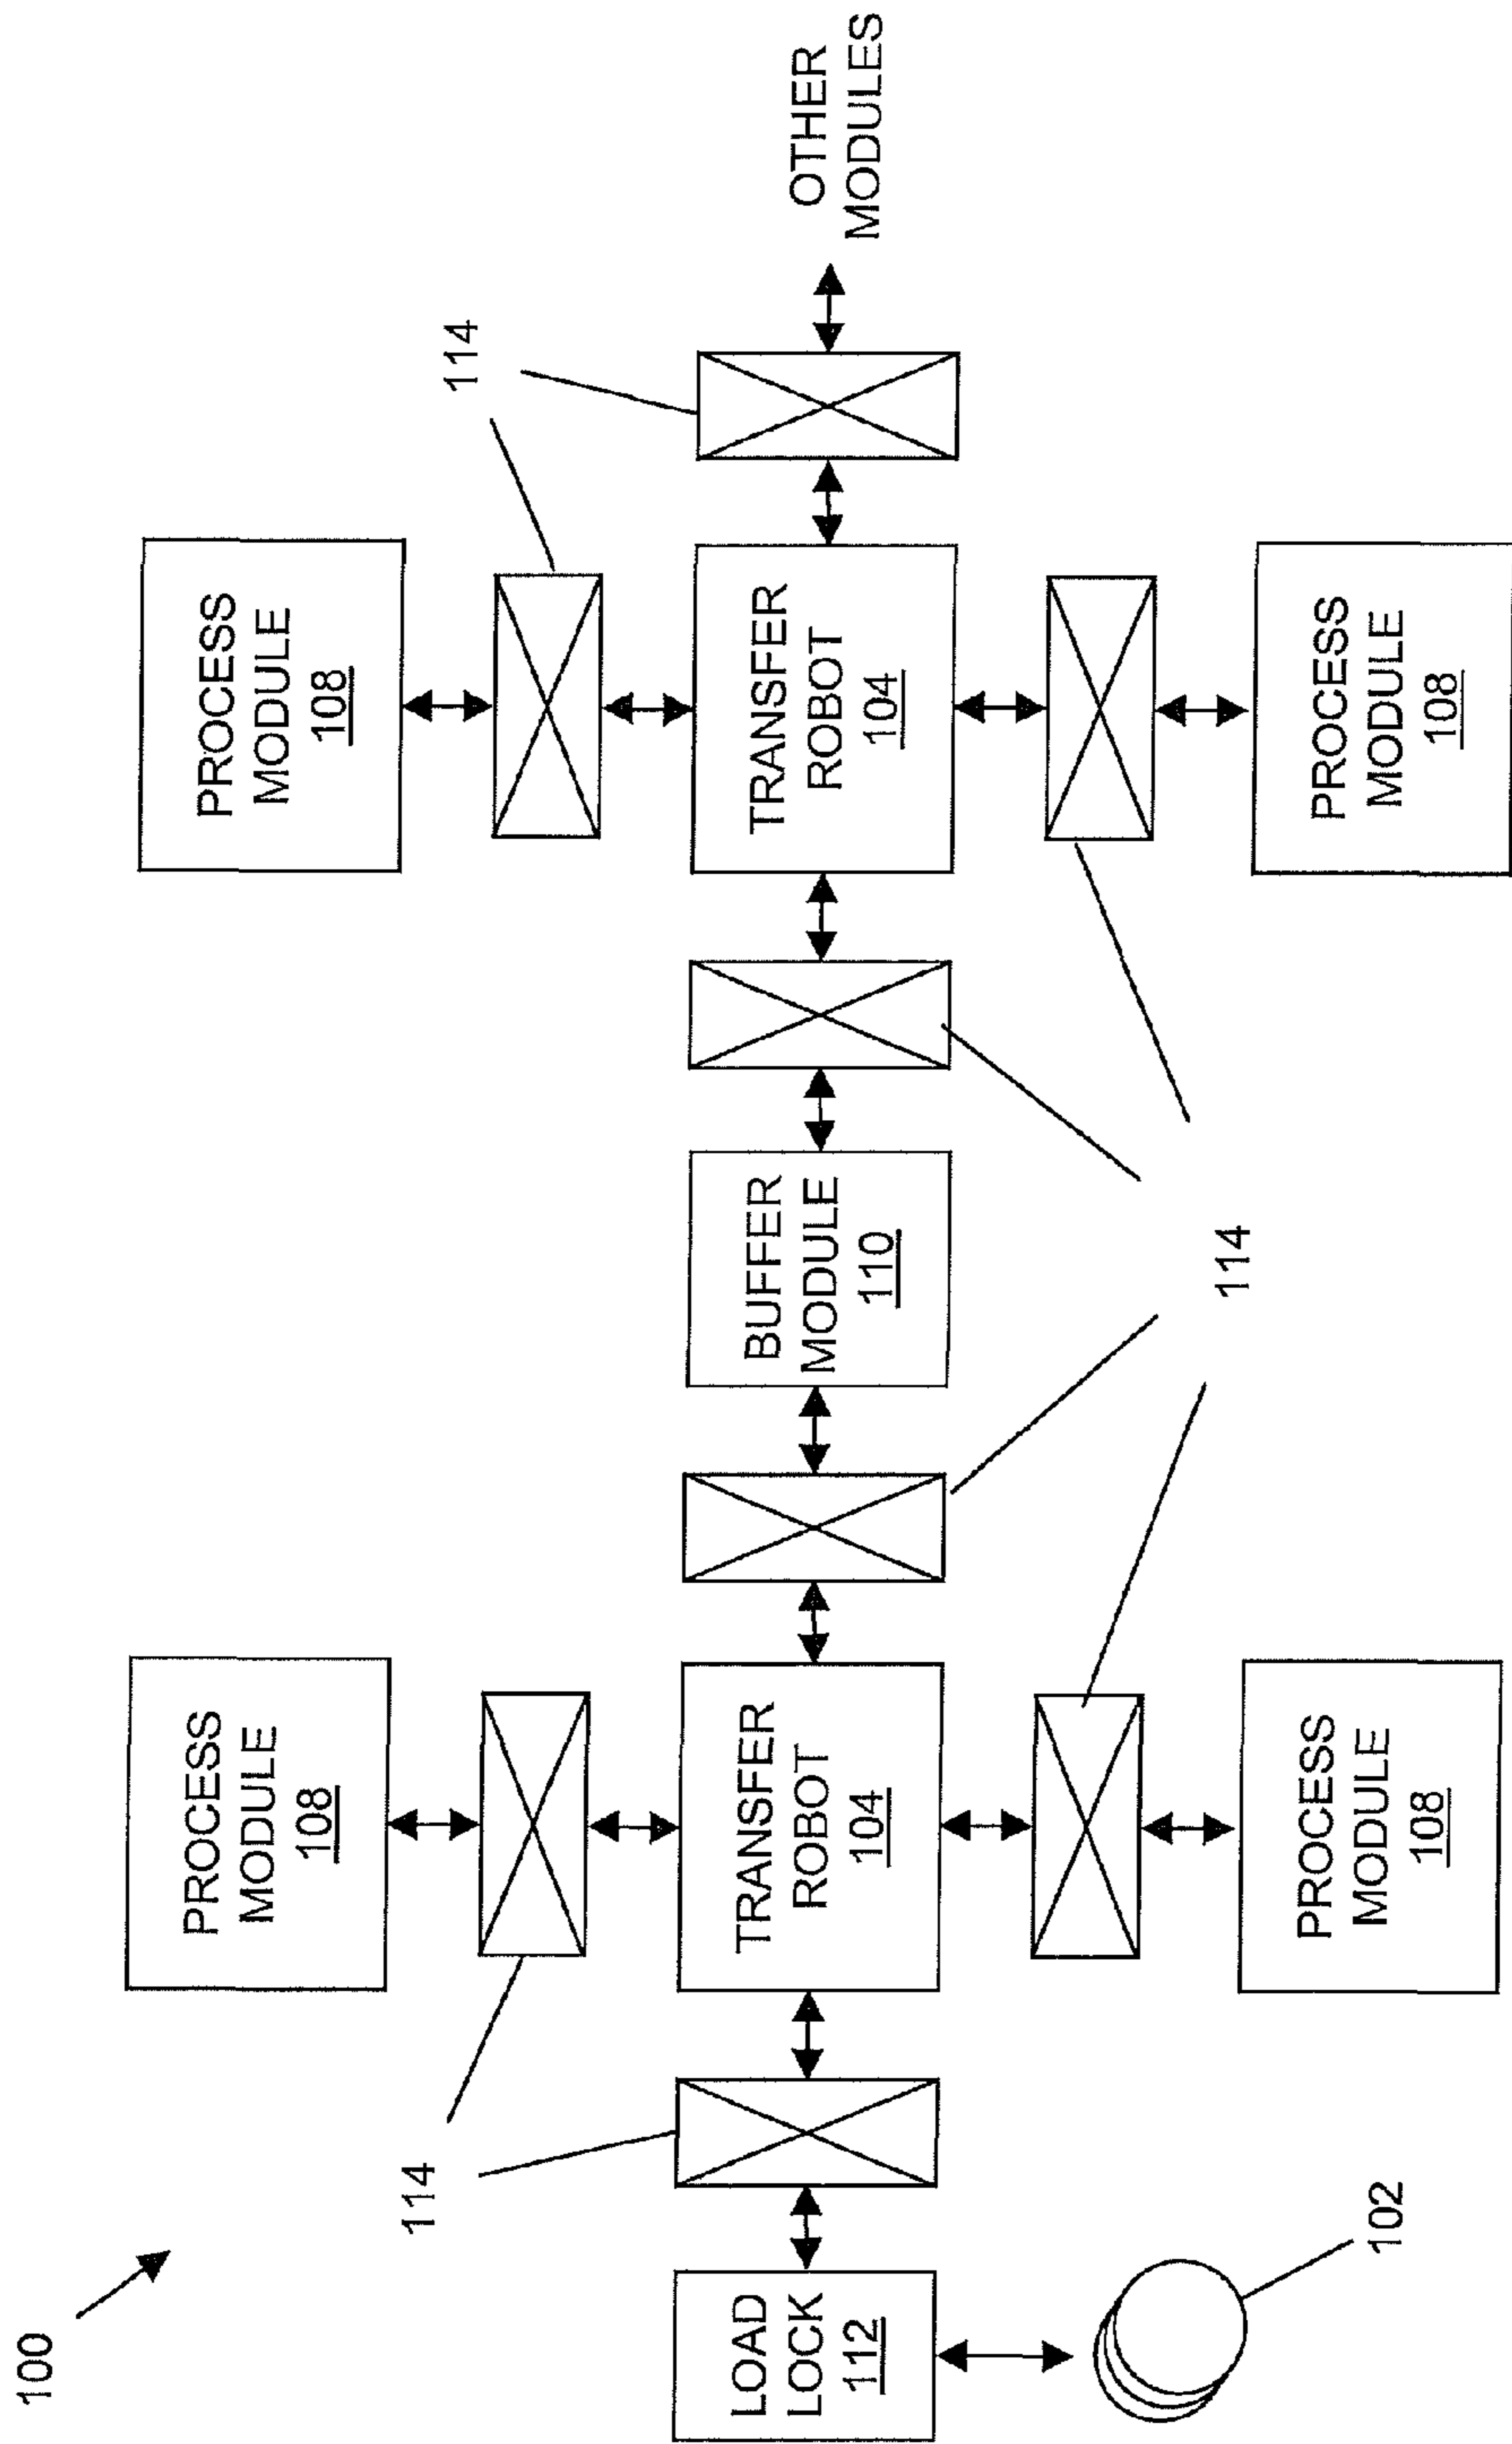 100
PROCESS
MODULE
108
PROCESS
MODULE
108
114
114
LOAD
LOCK
112
TRANSFER
ROBOT
104
BUFFER
MODULE
110
TRANSFER
ROBOT
104
OTHER
MODULES
114
102
PROCESS
MODULE
108
PROCESS
MODULE
108